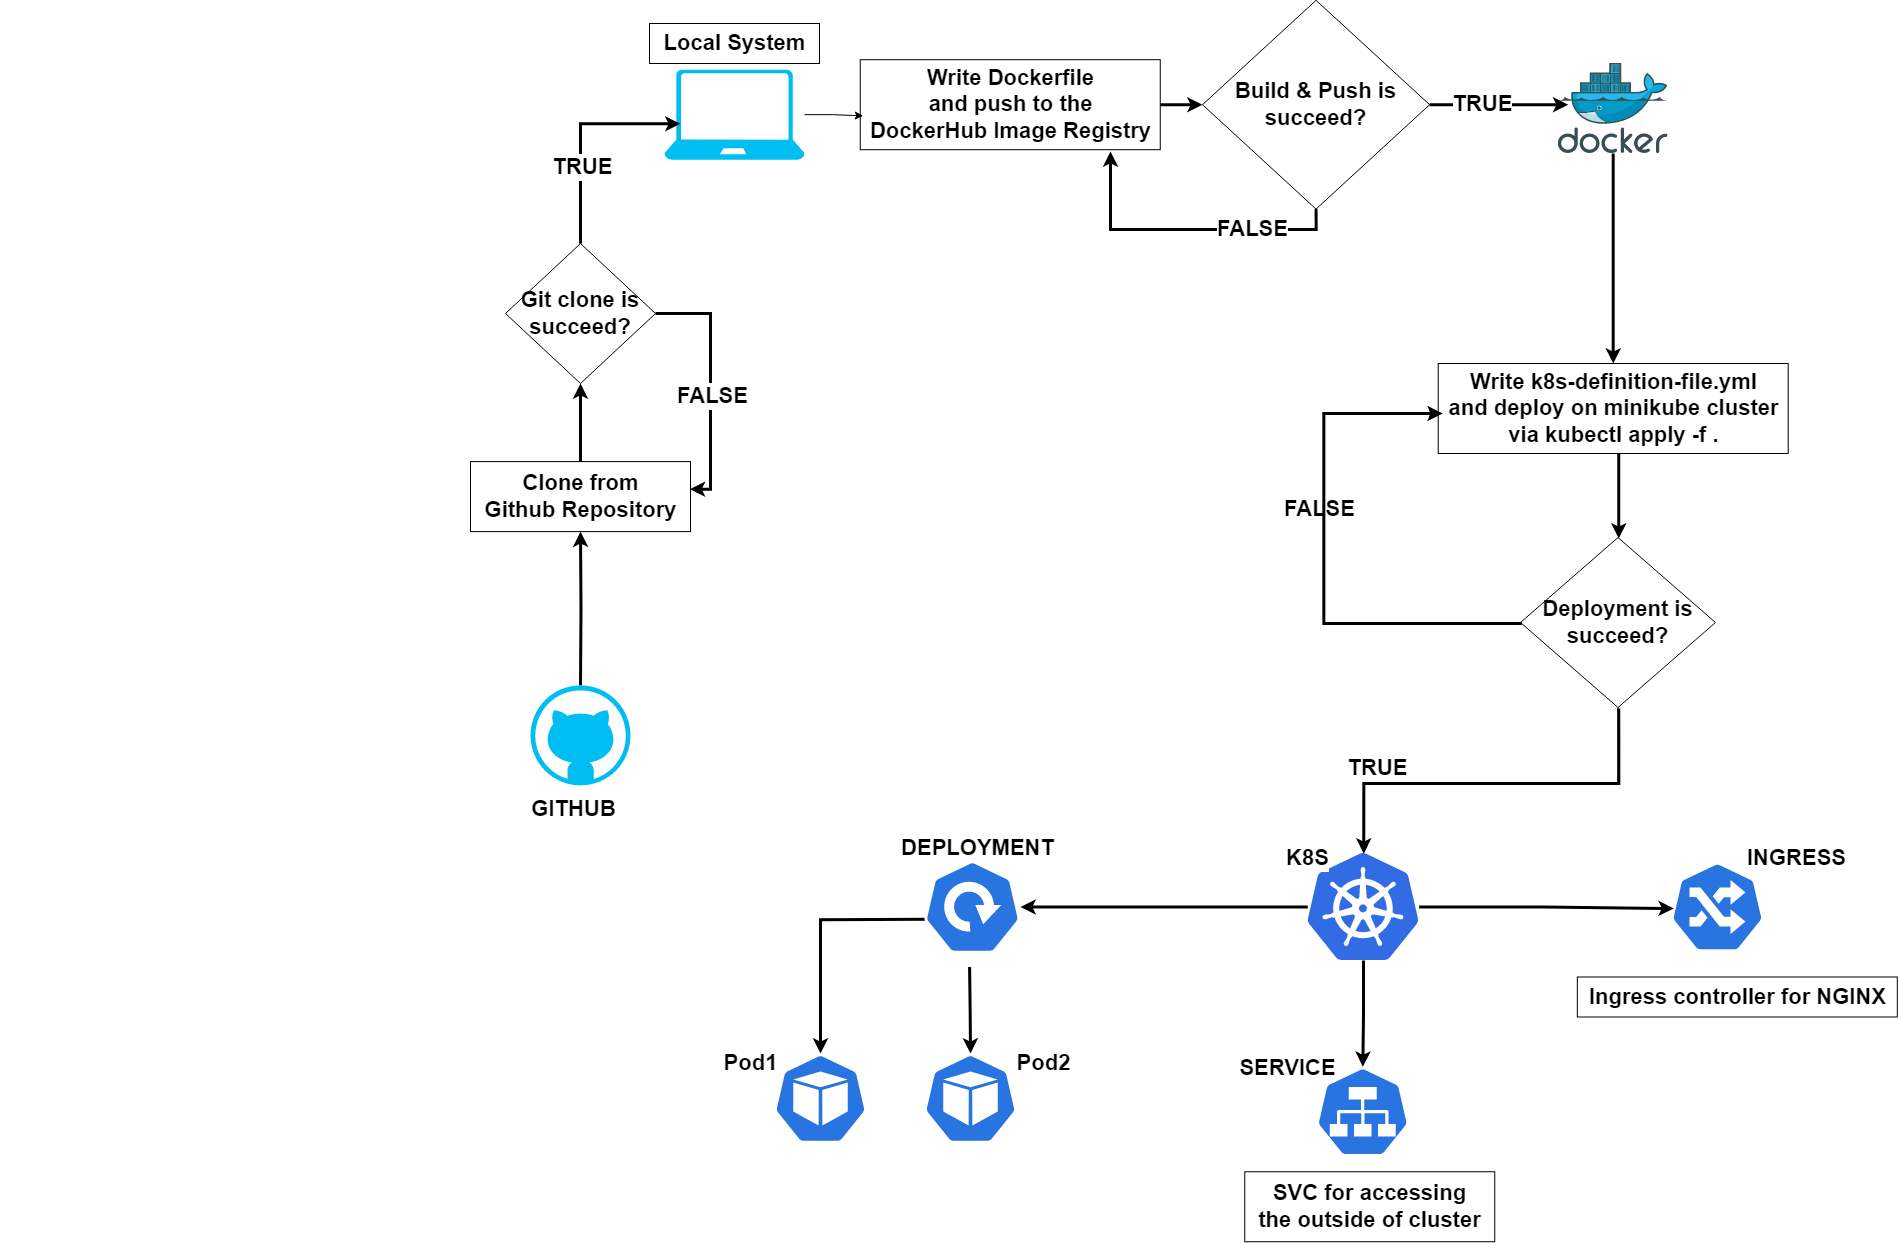 Local System
Write Dockerfile
and push to the
DockerHub Image Registry
Build & Push is
succeed?
TRUE
docker
FALSE
TRUE
Git clone is
succeed?
FALSE
Clone from
Github Repository
GITHUB
Write k8s-definition-file.yml
and deploy on minikube cluster
via kubectl apply -f .
FALSE
Deployment is
succeed?
TRUE
K8S
DEPLOYMENT
INGRESS
Ingress controller for NGINX
Pod1
Pod2
SERVICE
SVC for accessing
the outside of cluster